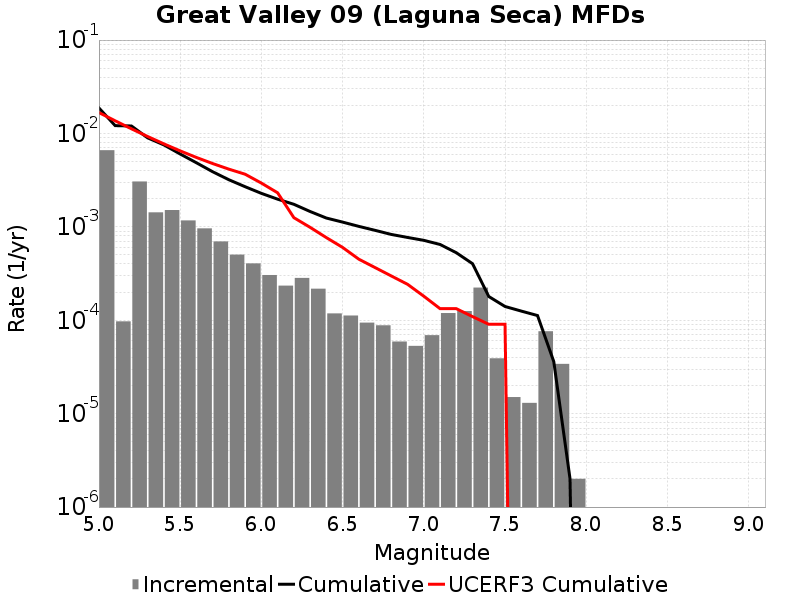 Great Valley 09 (Laguna Seca) MFDs
Rate (1/yr)
10-1
10-2
10-3
10-4
10-5
10-6
5.0 5.5 6.0 6.5 7.0 7.5 8.0 8.5 9.0
Magnitude
Incremental Cumulative UCERF3 Cumulative